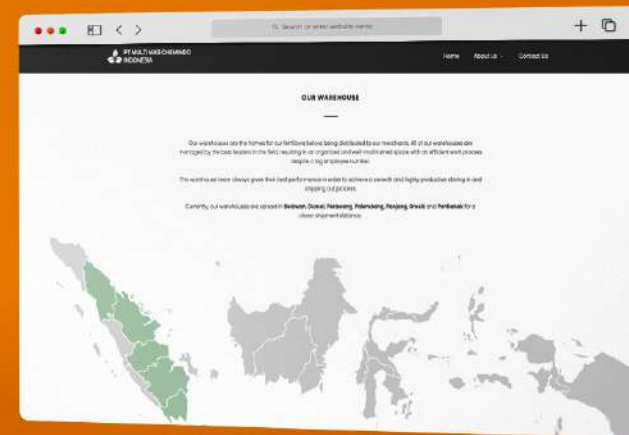 Search or enter website name
PT MULTI MAS CHEMINDO
INDONESIA
Home About Us Contact Us
OUR WAREHOUSE
Our warehouses are the homes for our fertilizers before being distributed to our merchants. All of our warehouses are
managed by the best leaders in the field, resulting in an organized and well-maintained space with an efficient work process
despite a big employee number.
The warehouse team always gives their best performance in order to achieve a smooth and highly productive storing in and
shipping out process.
Currently, our warehouses are spread in Belawan, Dumai, Perawang, Palembang, Panjang, Gresik and Pontianak for a
closer shipment distance.